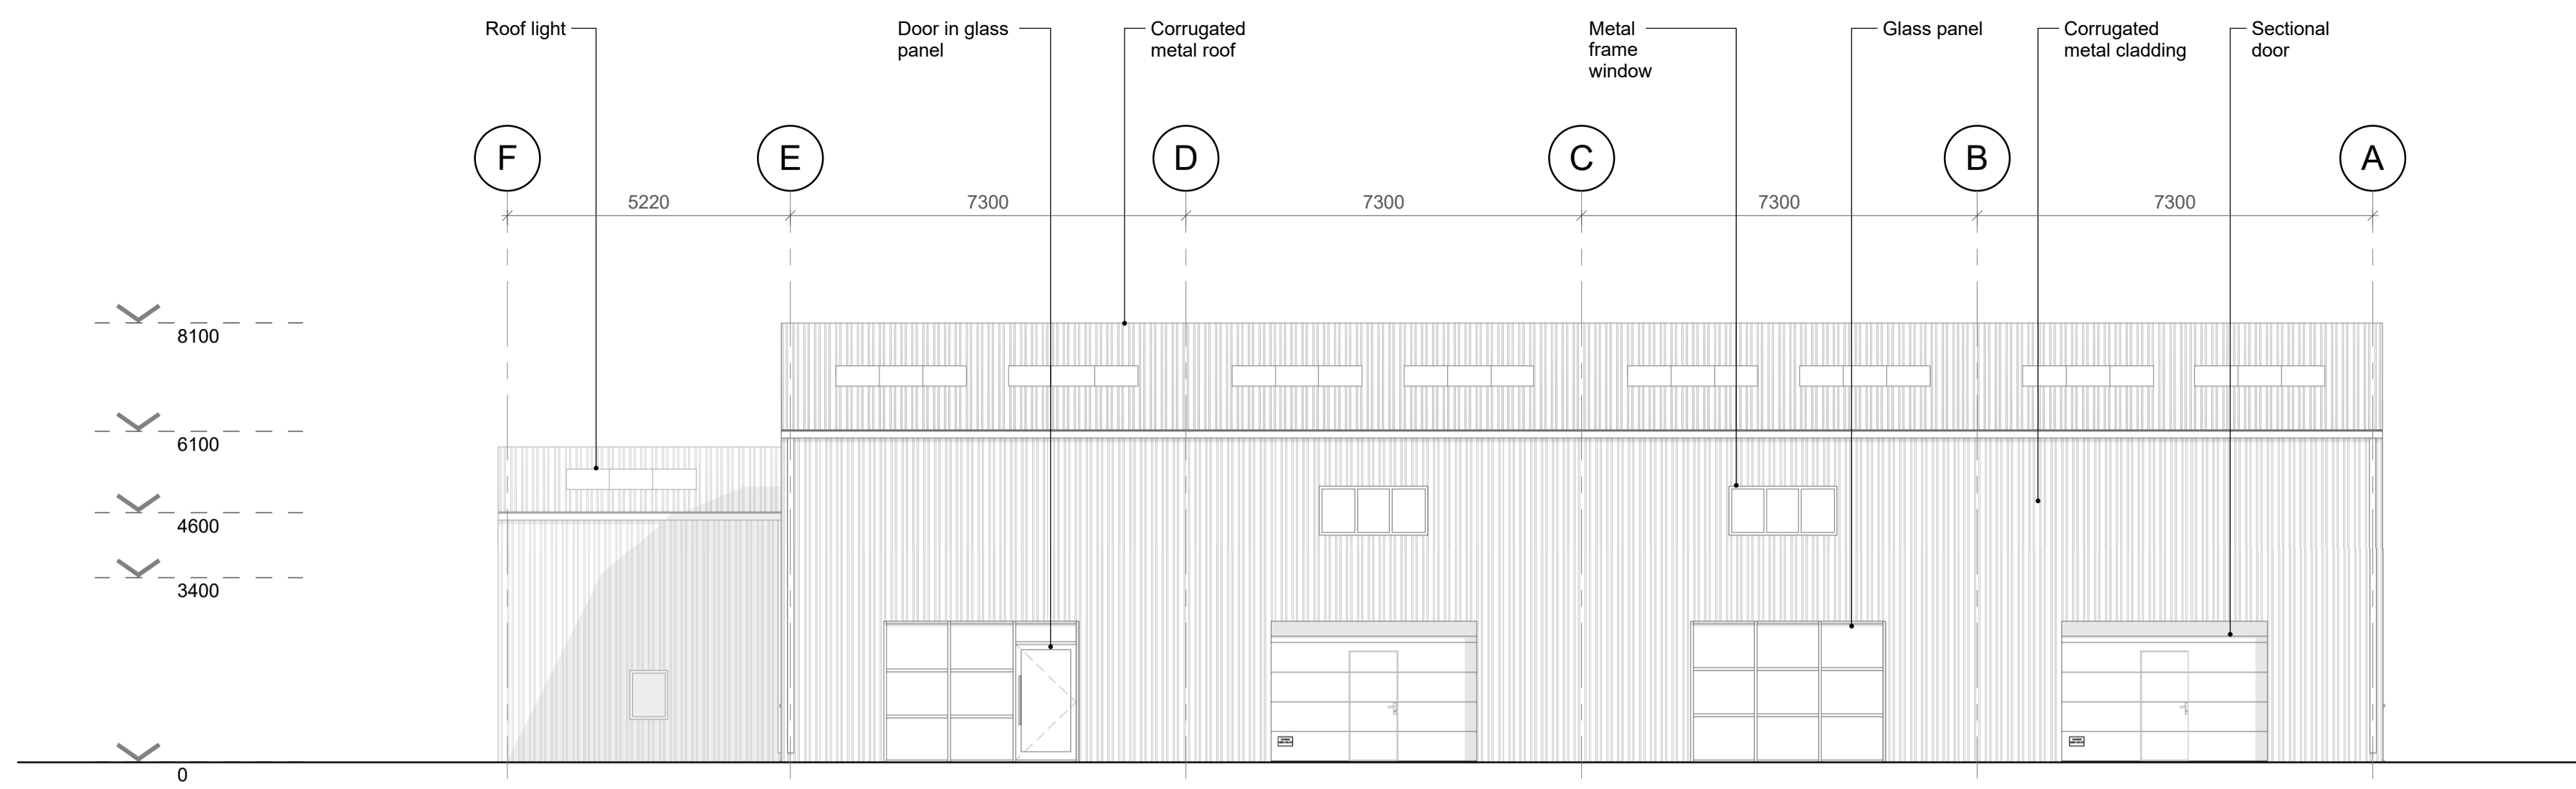 Roof light
Door in glass
panel
Corrugated
metal roof
Metal
frame
window
Glass panel
Corrugated
metal cladding
Sectional
door
F
E
D
C
B
A
5220
7300
7300
7300
7300
8100
6100
4600
3400
0